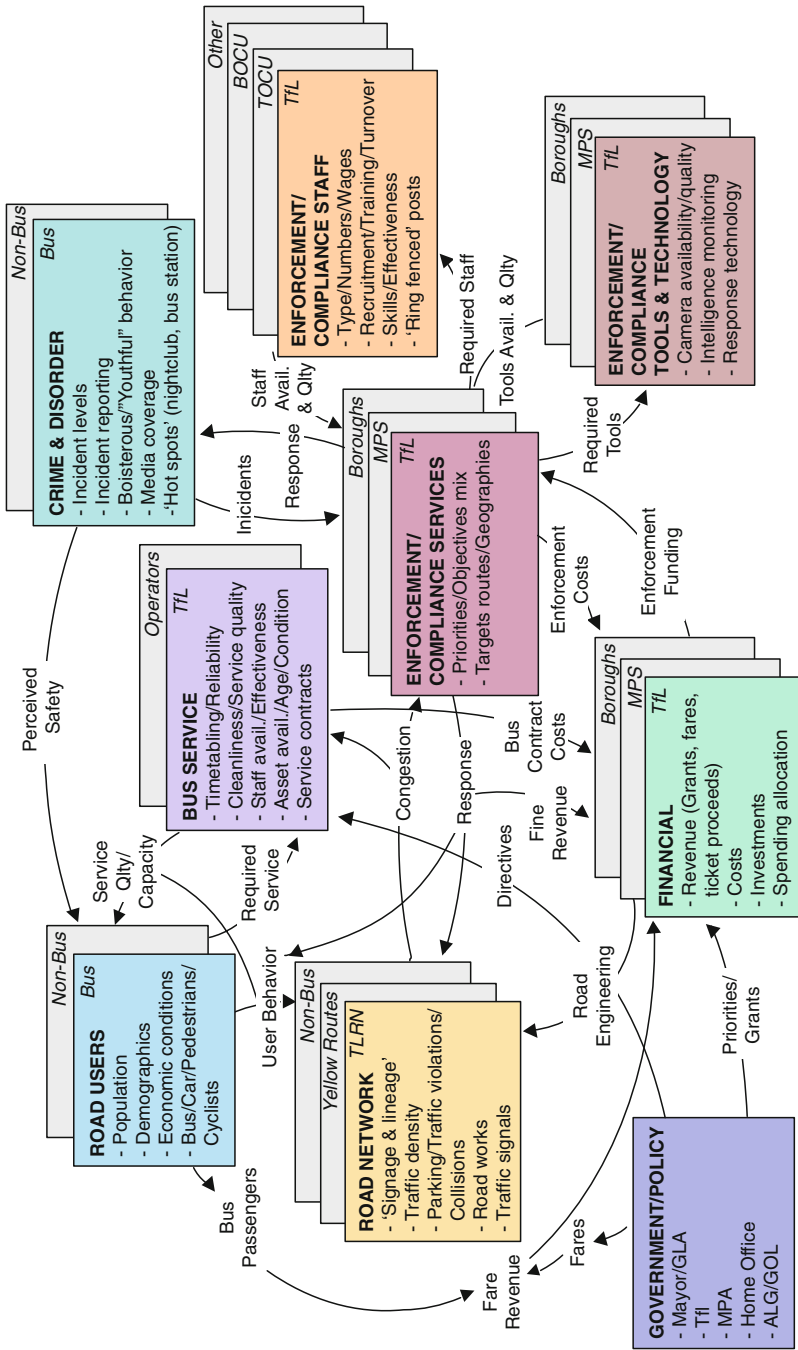 Non-Bus
Bus
ROAD USERS
- Population
- Demographics
- Economic conditions
- Bus/Car/Pedestrians/
Cyclists
Perceived
Safety
Non-Bus
Bus
CRIME & DISORDER
- Incident levels
- Incident reporting
- Boisterous/"Youthful" behavior
- Media coverage
-'Hot spots' (nightclub, bus station)
Service
Qlty/
Capacity
Required
Service
Operators
TfL
BUS SERVICE
- Timetabling/Reliability
- Cleanliness/Service quality
- Staff avail./Effectiveness
- Asset avail./Age/Condition
- Service contracts
Inicidents
Response
Staff
Avail.
& Qlty
Other
BOCU
TOCU
TfL
ENFORCEMENT/
COMPLIANCE STAFF
- Type/Numbers/Wages
- Recruitment/Training/Turnover
- Skills/Effectiveness
- 'Ring fenced' posts
Bus
Passengers
User Behavior
Non-Bus
Yellow Routes
TLRN
ROAD NETWORK
- 'Signage & lineage'
- Traffic density
- Parking/Traffic violations/
Collisions
- Road works
- Traffic signals
Congestion
Response
Boroughs
MPS
TfL
ENFORCEMENT/
COMPLIANCE SERVICES
- Priorities/Objectives mix
- Targets routes/Geographies
Required Staff
Tools Avail. & Qlty
Required
Tools
Boroughs
MPS
TfL
ENFORCEMENT/
COMPLIANCE
TOOLS & TECHNOLOGY
- Camera availability/quality
- Intelligence monitoring
- Response technology
Fare
Revenue
Fares
Directives
Road
Engineering
Fine
Revenue
Bus
Contract
Costs
Enforcement
Costs
Enforcement
Funding
GOVERNMENT/POLICY
- Mayor/GLA
- Tfl
- MPA
- Home Office
- ALG/GOL
Priorities/
Grants
Boroughs
MPS
TfL
FINANCIAL
- Revenue (Grants, fares,
ticket proceeds)
- Costs
- Investments
- Spending allocation